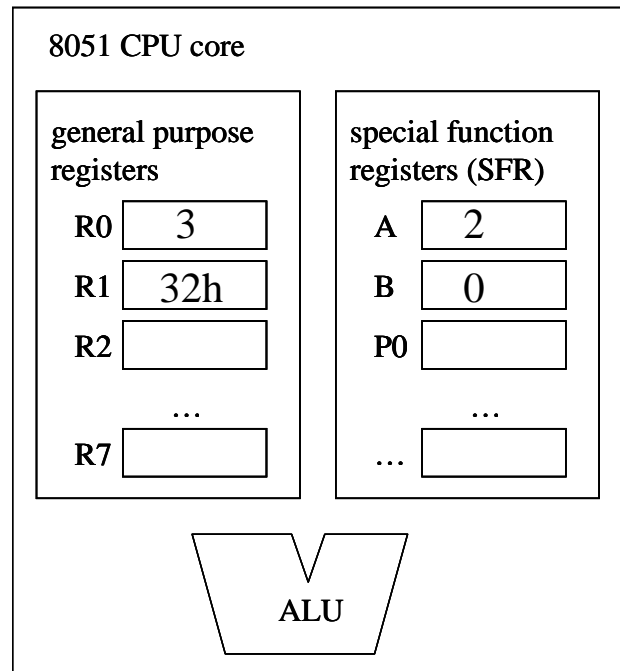 8051 CPU core
general purpose
registers
R0 3
R1 32h
R2
...
R7
special function
registers (SFR)
A 2
B 0
P0
...
...
ALU